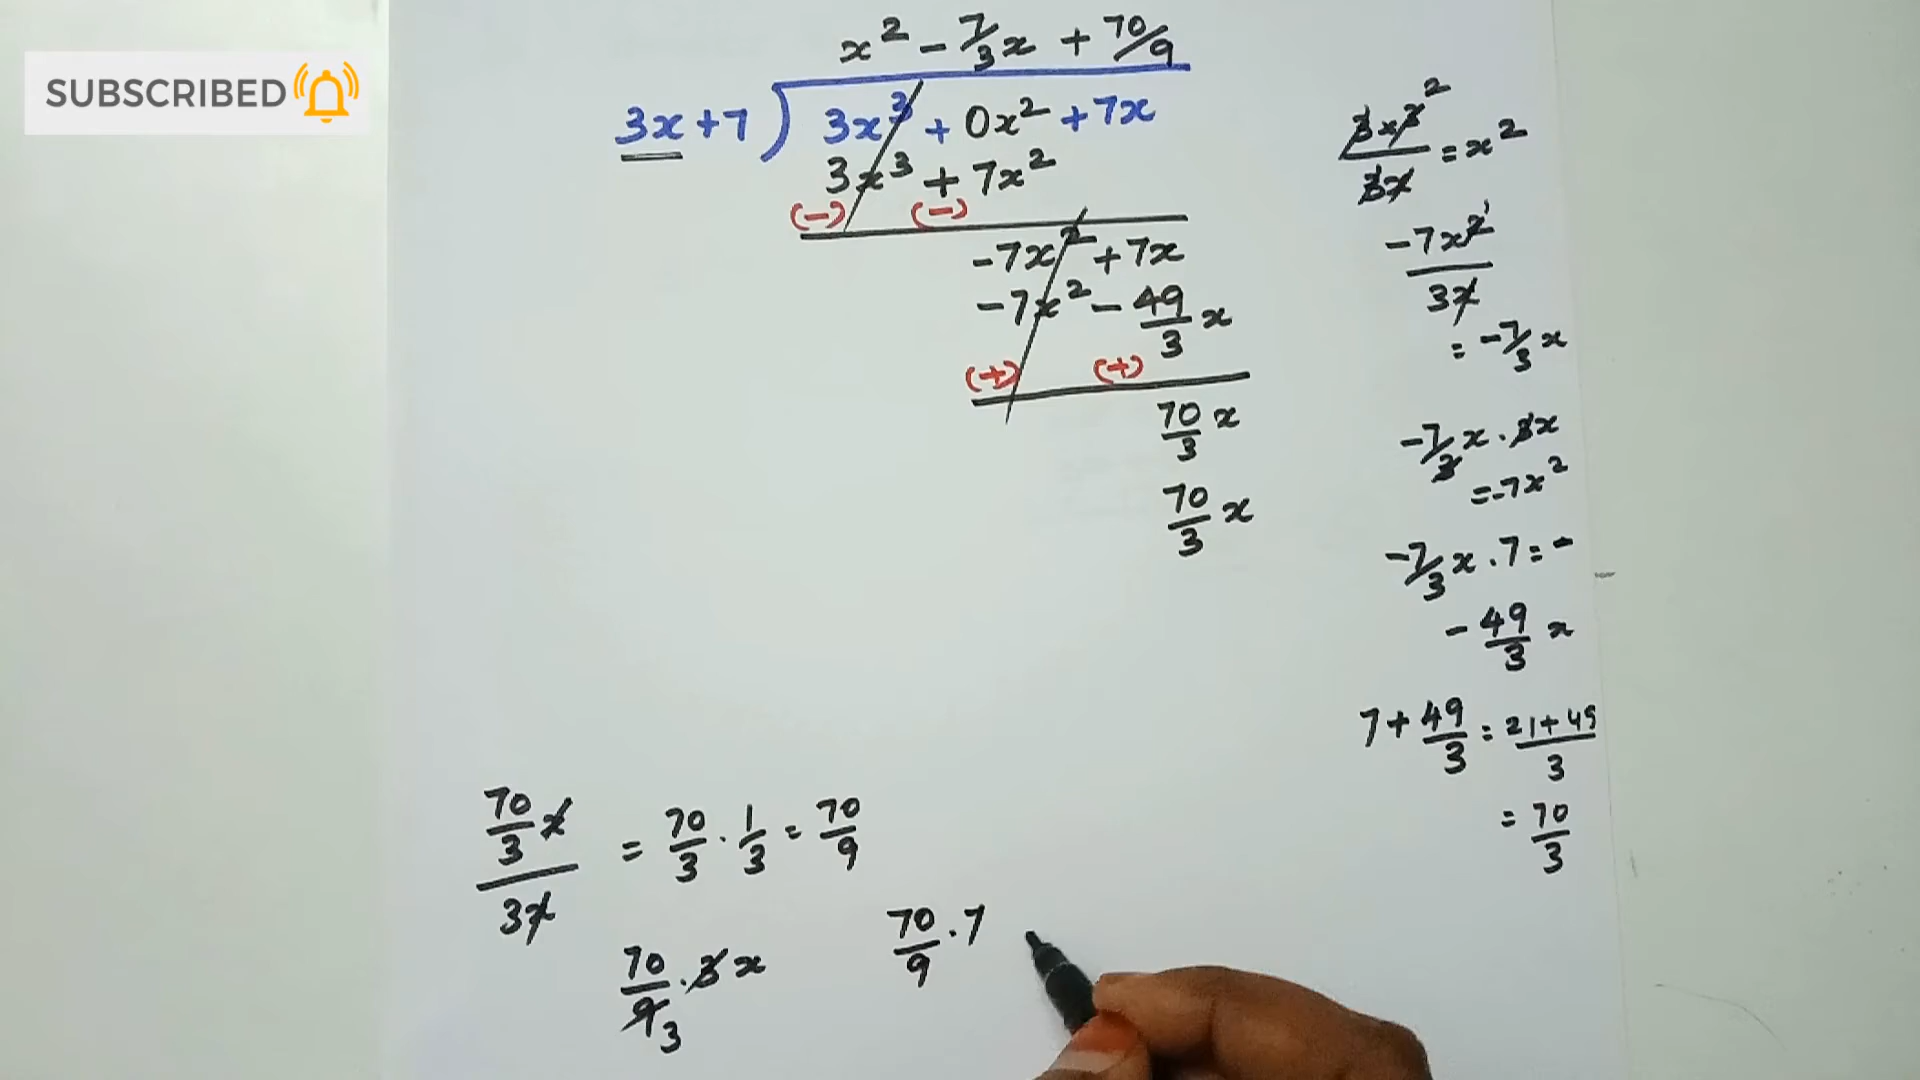 SUBSCRIBED
x² - 7/3 x + 70/9
3x + 7 ) 3x³ + 0x² + 7x
3x³ + 7x²
(-) (-)
-7x² + 7x
-7x² - 49/3 x
(+) (+)
70/3 x
70/3 x
3x³² / 3x = x²
-7x² / 3x
= -7/3 x
-7/3 x . 3x
= -7x²
-7/3 x . 7 = -
- 49/3 x
7 + 49/3 = 21 + 49 / 3
= 70/3
70/3 x / 3x = 70/3 . 1/3 = 70/9
70/9 3 . 3x
70/9 . 7